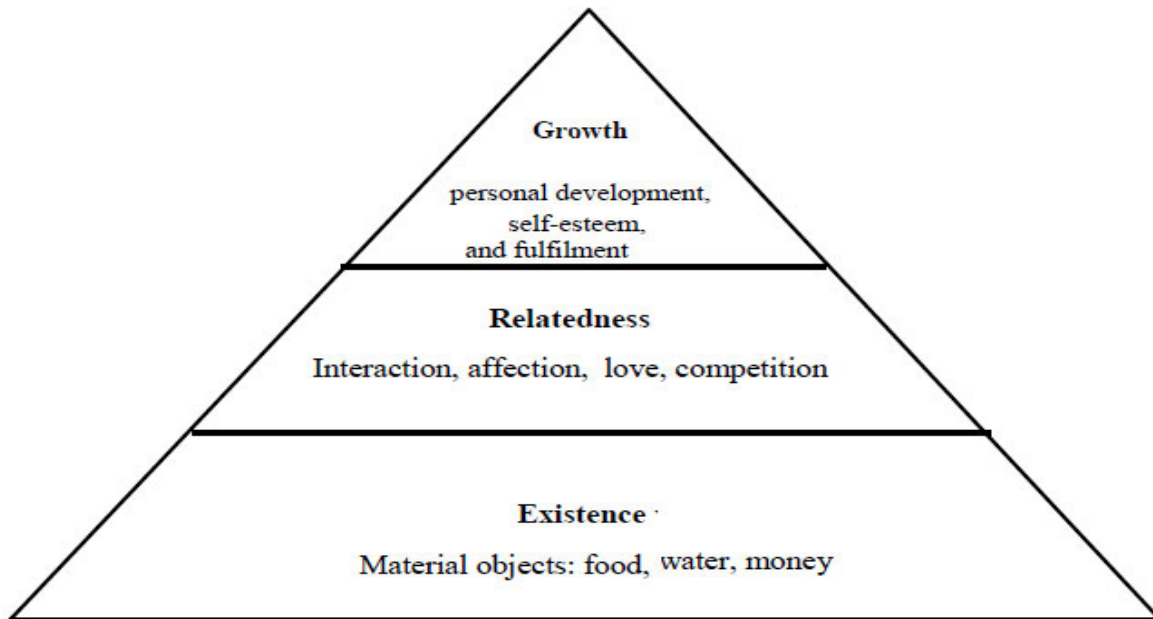 Growth
personal development,
self-esteem,
and fulfilment
Relatedness
Interaction, affection, love, competition
Existence
Material objects: food, water, money